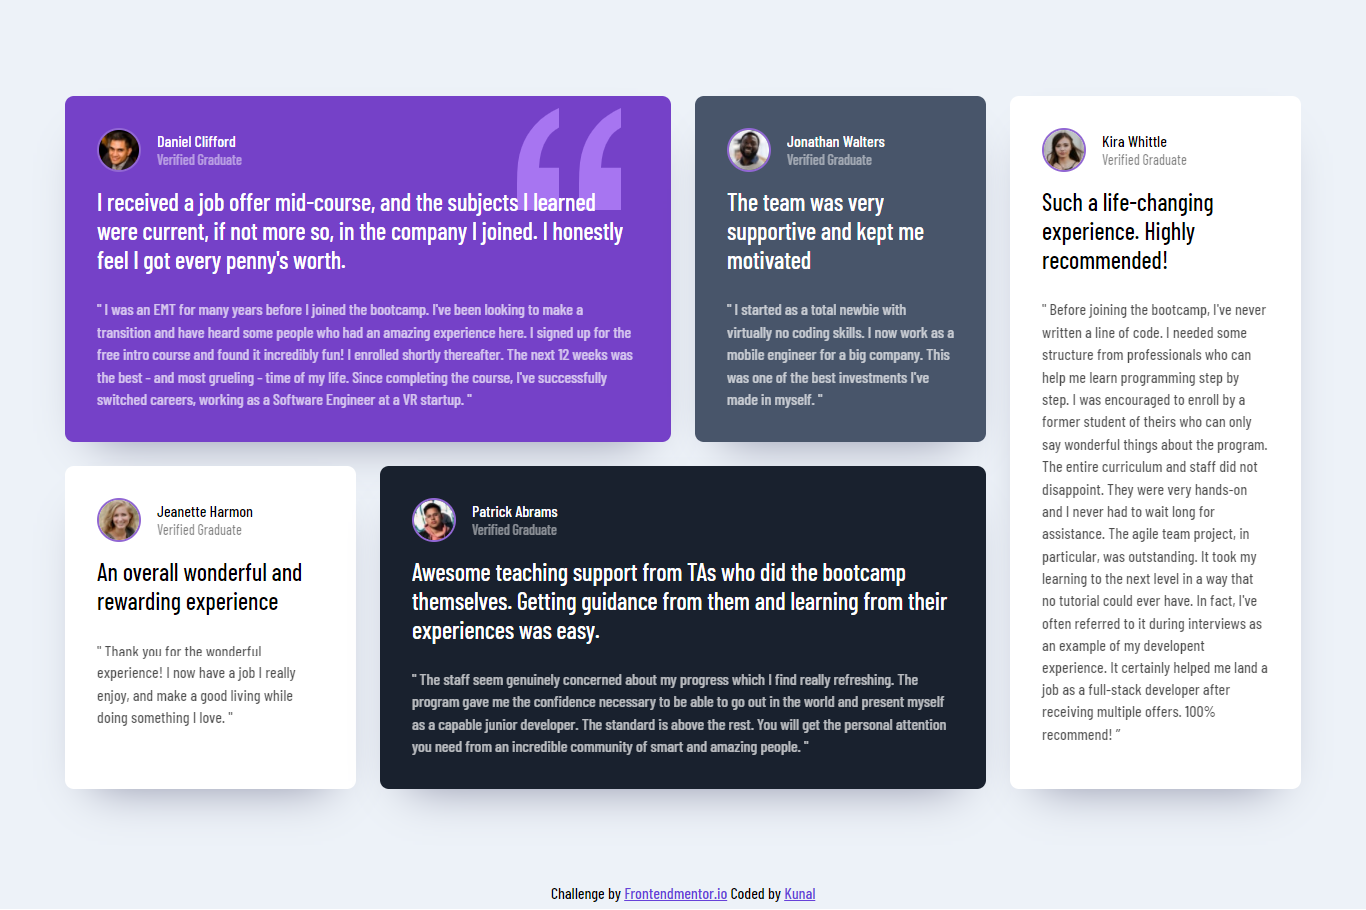 Daniel Clifford
Verified Graduate
I received a job offer mid-course, and the subjects I learned
were current, if not more so, in the company I joined. I honestly
feel I got every penny's worth.
" I was an EMT for many years before I joined the bootcamp. I've been looking to make a
transition and have heard some people who had an amazing experience here. I signed up for the
free intro course and found it incredibly fun! I enrolled shortly thereafter. The next 12 weeks was
the best - and most grueling - time of my life. Since completing the course, I've successfully
switched careers, working as a Software Engineer at a VR startup. "
Jonathan Walters
Verified Graduate
The team was very
supportive and kept me
motivated
" I started as a total newbie with
virtually no coding skills. I now work as a
mobile engineer for a big company. This
was one of the best investments I've
made in myself. "
Kira Whittle
Verified Graduate
Such a life-changing
experience. Highly
recommended!
" Before joining the bootcamp, I've never
written a line of code. I needed some
structure from professionals who can
help me learn programming step by
step. I was encouraged to enroll by a
former student of theirs who can only
say wonderful things about the program.
The entire curriculum and staff did not
disappoint. They were very hands-on
and I never had to wait long for
assistance. The agile team project, in
particular, was outstanding. It took my
learning to the next level in a way that
no tutorial could ever have. In fact, I've
often referred to it during interviews as
an example of my developent
experience. It certainly helped me land a
job as a full-stack developer after
receiving multiple offers. 100%
recommend! ”
Jeanette Harmon
Verified Graduate
An overall wonderful and
rewarding experience
" Thank you for the wonderful
experience! I now have a job I really
enjoy, and make a good living while
doing something I love. "
Patrick Abrams
Verified Graduate
Awesome teaching support from TAs who did the bootcamp
themselves. Getting guidance from them and learning from their
experiences was easy.
" The staff seem genuinely concerned about my progress which I find really refreshing. The
program gave me the confidence necessary to be able to go out in the world and present myself
as a capable junior developer. The standard is above the rest. You will get the personal attention
you need from an incredible community of smart and amazing people. "
Challenge by Frontendmentor.io Coded by Kunal